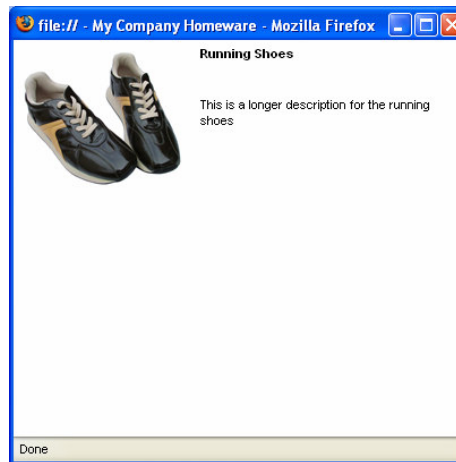 file:// - My Company Homeware - Mozilla Firefox
Running Shoes
This is a longer description for the running
shoes
Done